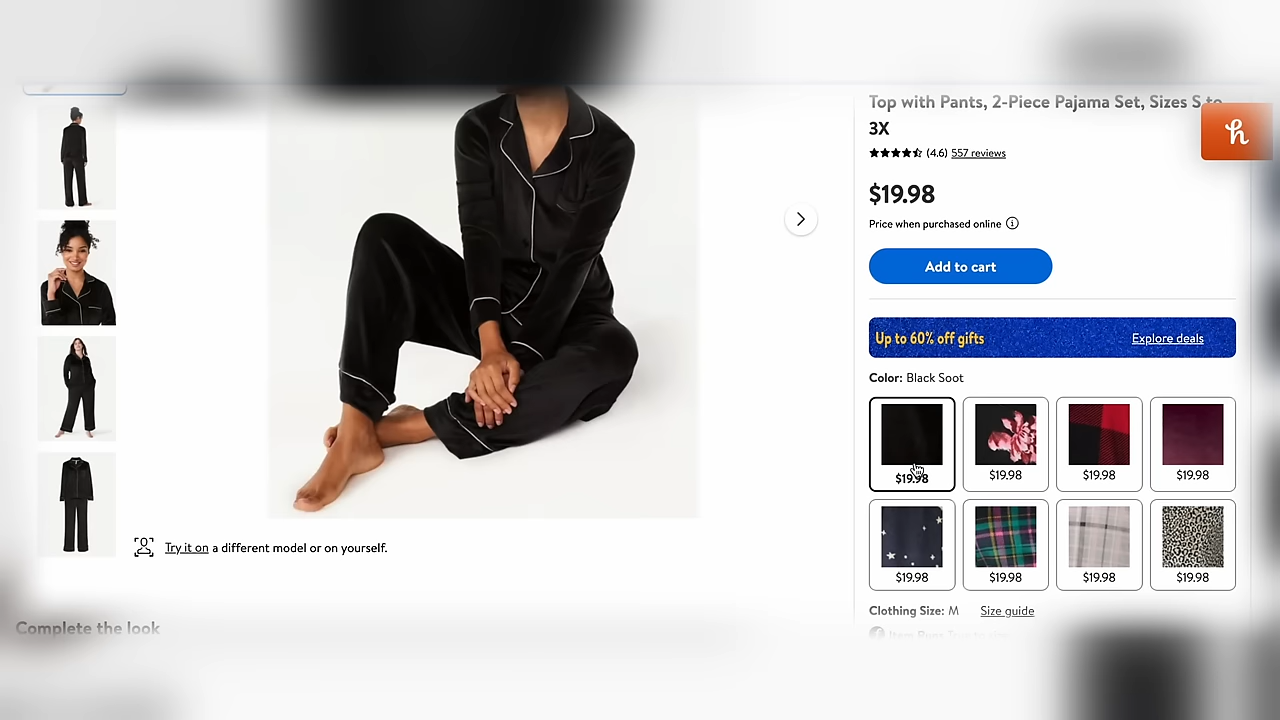 Top with Pants, 2-Piece Pajama Set, Sizes S to
3X
(4.6) 557 reviews
$19.98
Price when purchased online
Add to cart
Up to 60% off gifts
Explore deals
Color: Black Soot
$19.98
$19.98
$19.98
$19.98
$19.98
$19.98
$19.98
$19.98
Try it on a different model or on yourself.
Clothing Size: M
Size guide
Complete the look